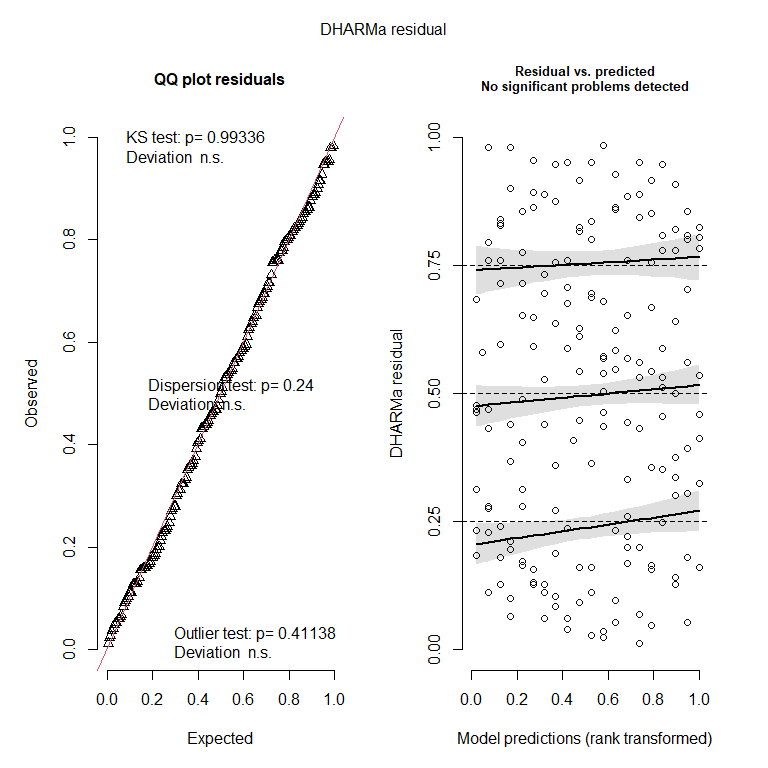 DHARMa residual
QQ plot residuals
KS test: p= 0.99336
Deviation n.s.
Dispersion test: p= 0.24
Deviation n.s.
Outlier test: p= 0.41138
Deviation n.s.
Observed
0.0
0.2
0.4
0.6
0.8
1.0
0.0
0.2
0.4
0.6
0.8
1.0
Expected
Residual vs. predicted
No significant problems detected
DHARMa residual
0.00
0.25
0.50
0.75
1.00
0.0
0.2
0.4
0.6
0.8
1.0
Model predictions (rank transformed)